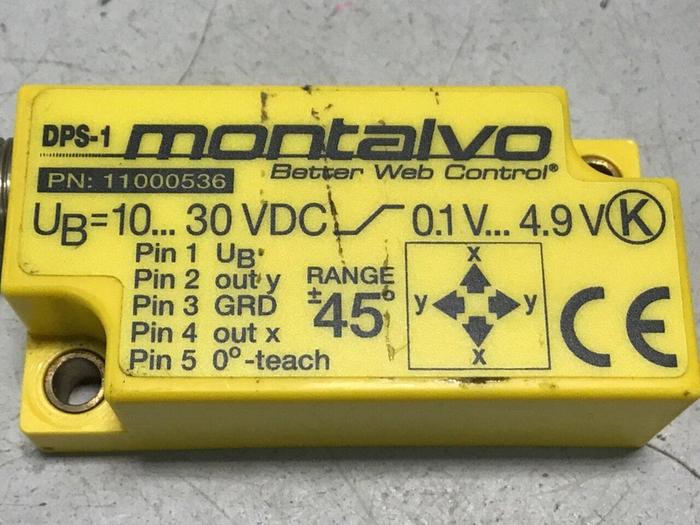 DPS-1 montalvo
Better Web Control®
PN: 11000536
UB=10... 30 VDC 0.1 V... 4.9 V K
Pin 1 UB
Pin 2 out y
Pin 3 GRD
Pin 4 out x
Pin 5 0°-teach
RANGE
±45°
x
y y
x
CE